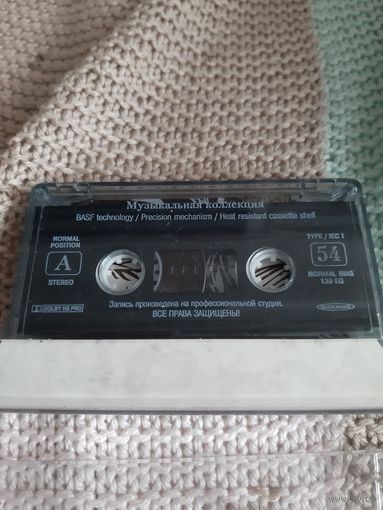 Музыкальная коллекция
BASF technology / Precision mechanism / Heat resistant cassette shell
NORMAL POSITION
TYPE / IEC I
A
54
STEREO
NORMAL BIAS
120 EQ
DOLBY HX PRO
Запись произведена на профессиональной студии.
ВСЕ ПРАВА ЗАЩИЩЕНЫ!